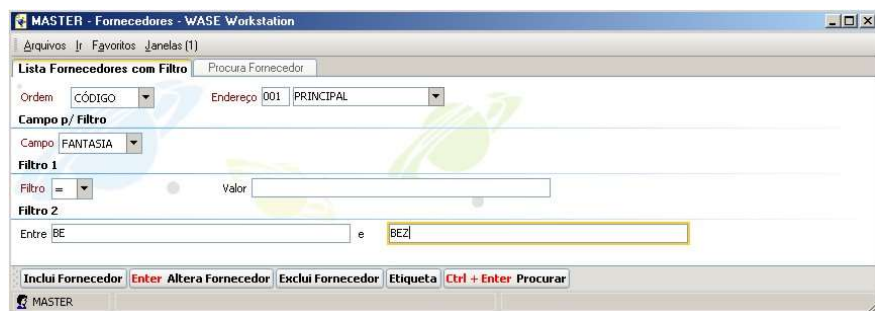 MASTER - Fornecedores - WASE Workstation
Arquivos Ir Favoritos Janelas (1)
Lista Fornecedores com Filtro Procura Fornecedor
Ordem CÓDIGO Endereço 001 PRINCIPAL
Campo p/ Filtro
Campo FANTASIA
Filtro 1
Filtro = Valor
Filtro 2
Entre BE e BEZ
Inclui Fornecedor Enter Altera Fornecedor Exclui Fornecedor Etiqueta Ctrl + Enter Procurar
MASTER